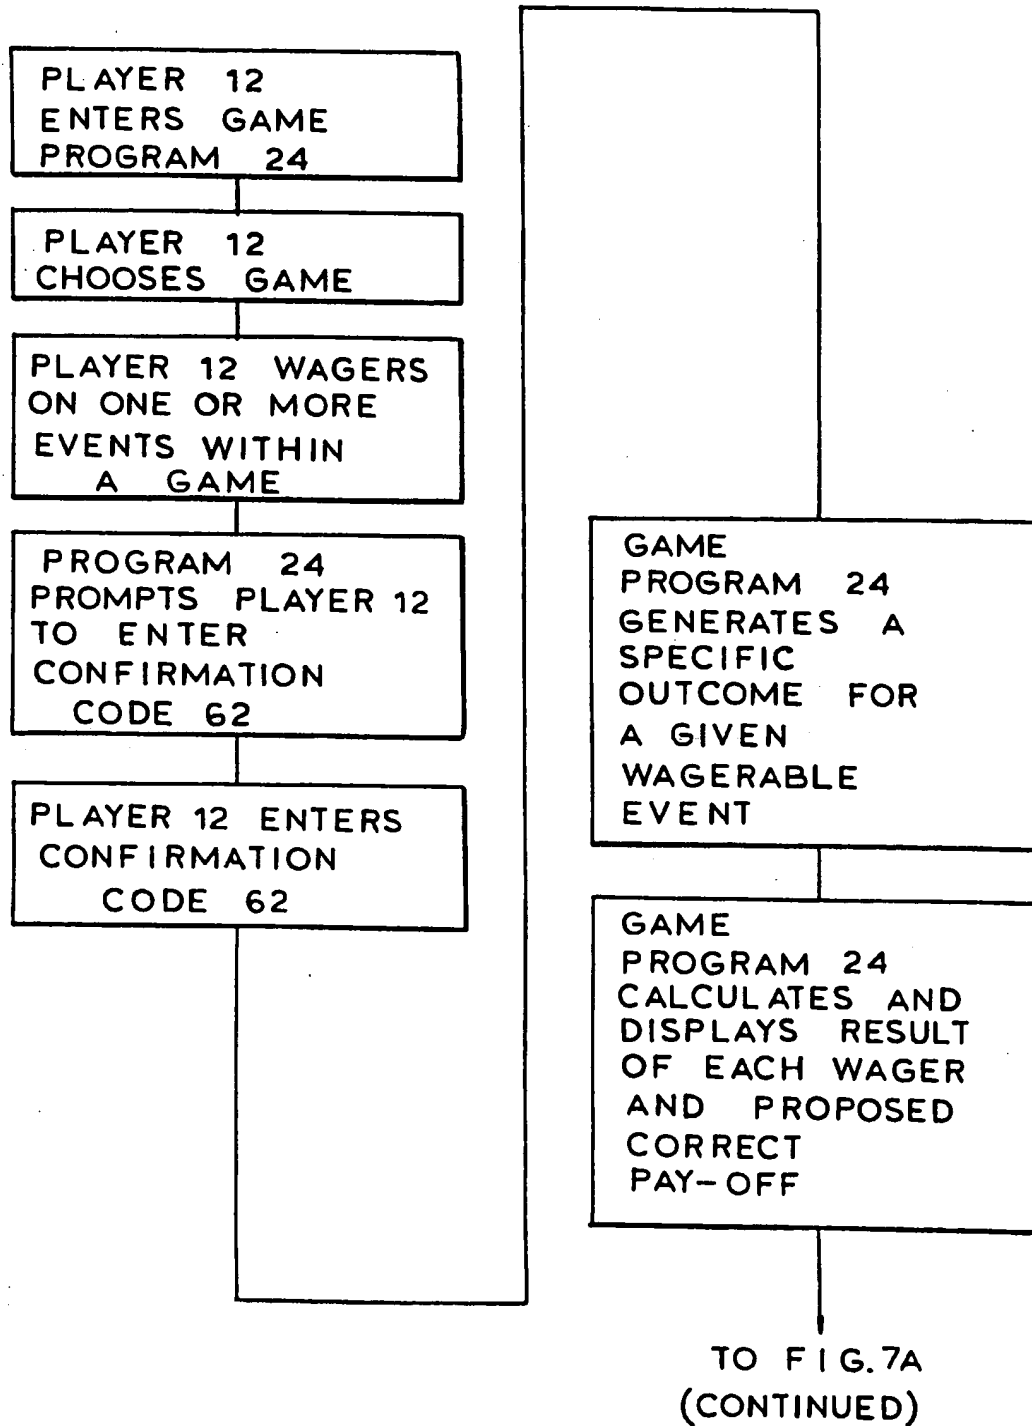 PLAYER 12
ENTERS GAME
PROGRAM 24
PLAYER 12
CHOOSES GAME
PLAYER 12 WAGERS
ON ONE OR MORE
EVENTS WITHIN
A GAME
PROGRAM 24
PROMPTS PLAYER 12
TO ENTER
CONFIRMATION
CODE 62
PLAYER 12 ENTERS
CONFIRMATION
CODE 62
GAME
PROGRAM 24
GENERATES A
SPECIFIC
OUTCOME FOR
A GIVEN
WAGERABLE
EVENT
GAME
PROGRAM 24
CALCULATES AND
DISPLAYS RESULT
OF EACH WAGER
AND PROPOSED
CORRECT
PAY-OFF
TO FIG.7A
(CONTINUED)